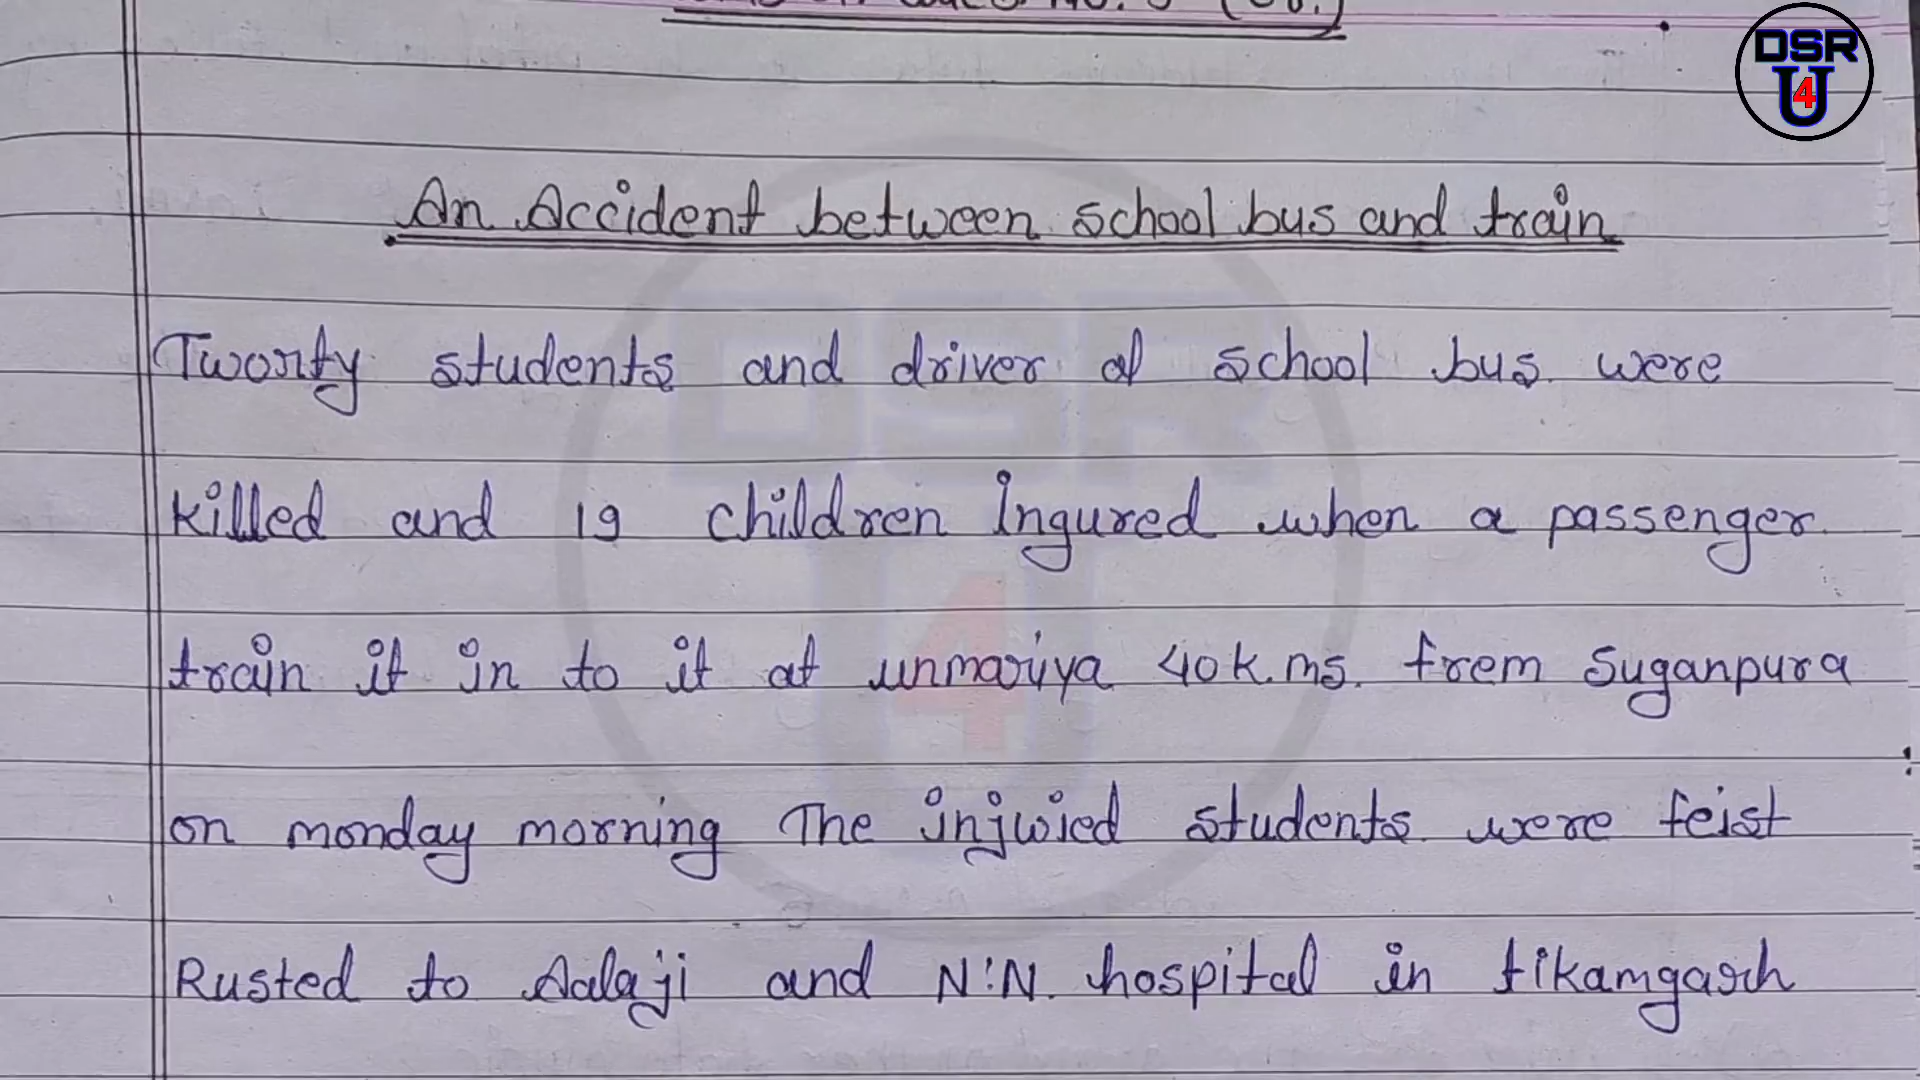 DSR
U
4
An Accident between school bus and train
Tworty students and driver of school bus were
killed and 19 children ingured when a passenger
train it in to it at unmariya 40 k.ms. frem Suganpura
on monday morning The injwied students were feist
Rusted to Aalaji and N:N. hospital in tikamgarh